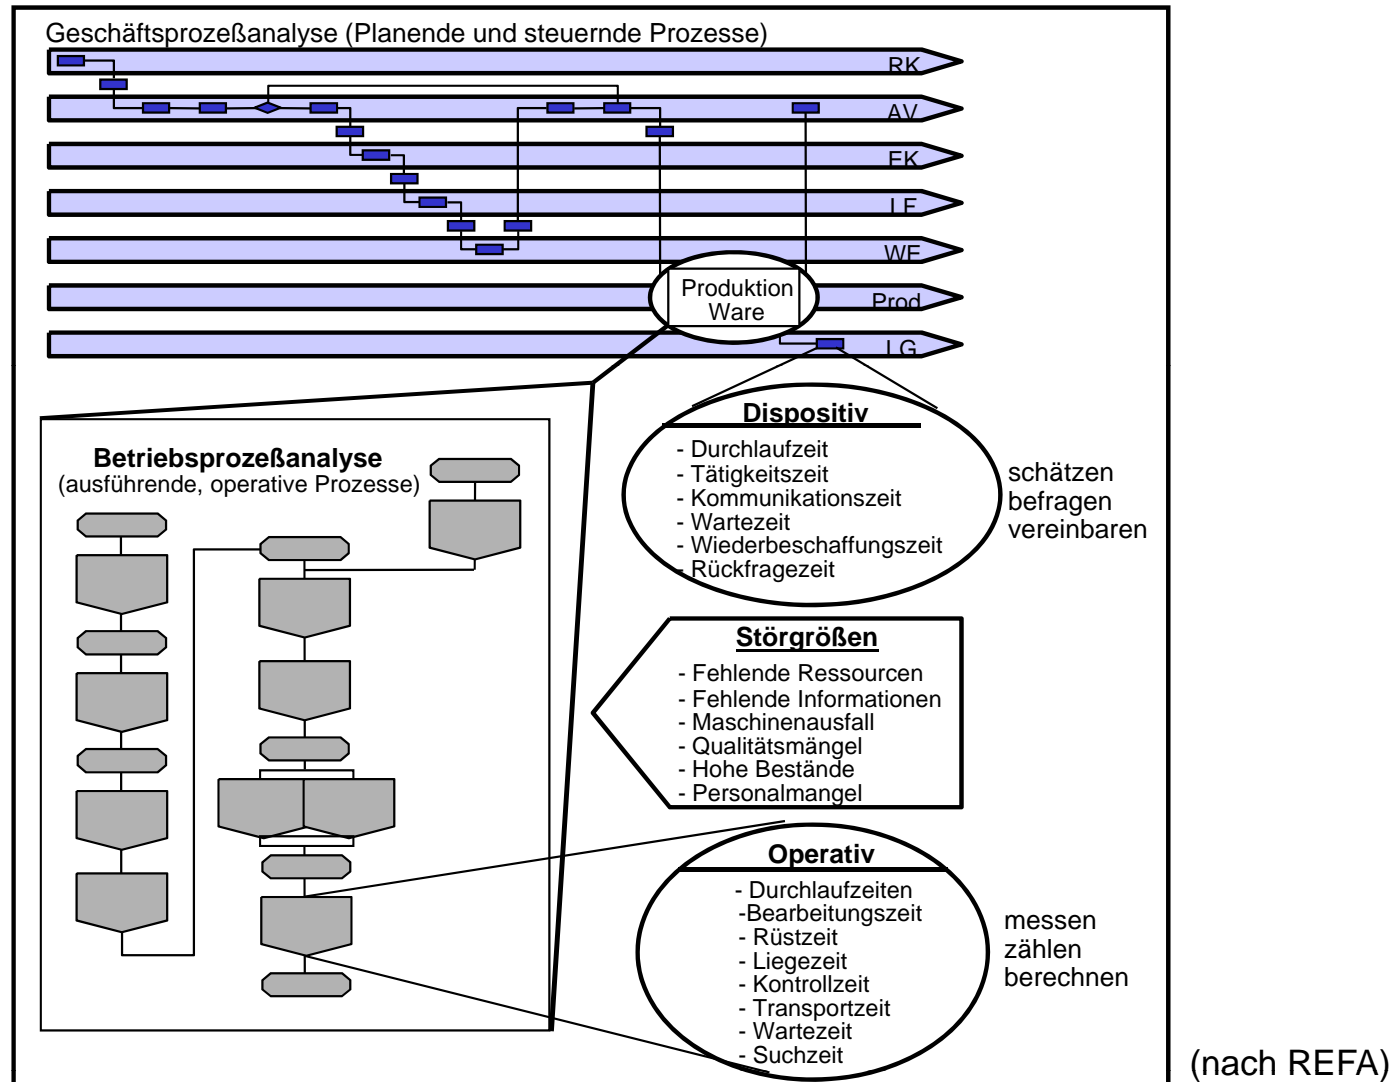 Geschäftsprozeßanalyse (Planende und steuernde Prozesse)
RK
AV
EK
LE
WE
Produktion
Ware
Prod
LG
Betriebsprozeßanalyse
(ausführende, operative Prozesse)
Dispositiv
- Durchlaufzeit
- Tätigkeitszeit
- Kommunikationszeit
- Wartezeit
- Wiederbeschaffungszeit
- Rückfragezeit
schätzen
befragen
vereinbaren
Störgrößen
- Fehlende Ressourcen
- Fehlende Informationen
- Maschinenausfall
- Qualitätsmängel
- Hohe Bestände
- Personalmangel
Operativ
- Durchlaufzeiten
-Bearbeitungszeit
- Rüstzeit
- Liegezeit
- Kontrollzeit
- Transportzeit
- Wartezeit
- Suchzeit
messen
zählen
berechnen
(nach REFA)